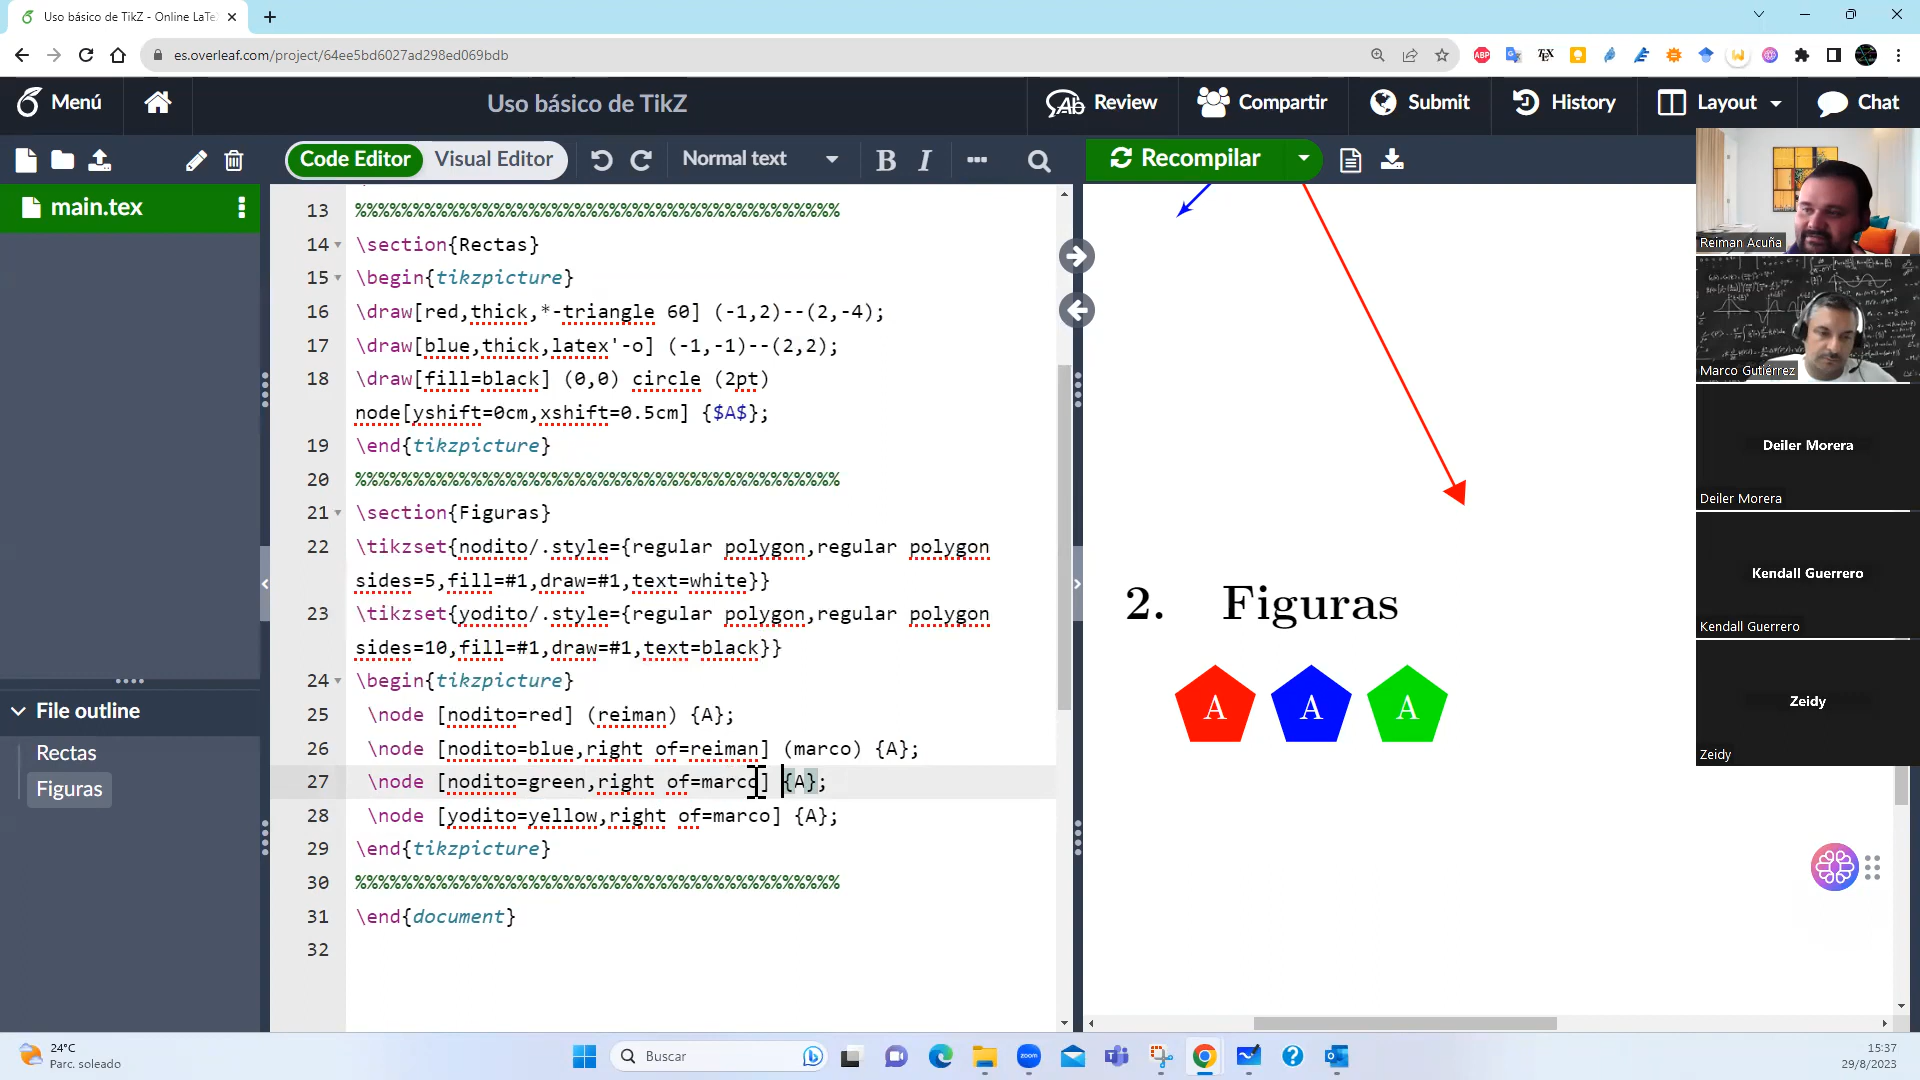 Uso básico de TikZ - Online LaTe
es.overleaf.com/project/64ee5bd6027ad298ed069bdb
ABP
TEX
Menú
Uso básico de TikZ
Review
Compartir
Submit
History
Layout
Chat
Code Editor
Visual Editor
Normal text
B I
Recompilar
main.tex
13 %%%%%%%%%%%%%%%%%%%%%%%%%%%%%%%%%%%%%%%%%%
14 \section{Rectas}
15 \begin{tikzpicture}
16 \draw[red,thick,*-triangle 60] (-1,2)--(2,-4);
17 \draw[blue,thick,latex'-o] (-1,-1)--(2,2);
18 \draw[fill=black] (0,0) circle (2pt)
node[yshift=0cm,xshift=0.5cm] {$A$};
19 \end{tikzpicture}
20 %%%%%%%%%%%%%%%%%%%%%%%%%%%%%%%%%%%%%%%%%%
21 \section{Figuras}
22 \tikzset{nodito/.style={regular polygon,regular polygon
sides=5,fill=#1,draw=#1,text=white}}
23 \tikzset{yodito/.style={regular polygon,regular polygon
sides=10,fill=#1,draw=#1,text=black}}
24 \begin{tikzpicture}
25 \node [nodito=red] (reiman) {A};
26 \node [nodito=blue,right of=reiman] (marco) {A};
27 \node [nodito=green,right of=marco] {A};
28 \node [yodito=yellow,right of=marco] {A};
29 \end{tikzpicture}
30 %%%%%%%%%%%%%%%%%%%%%%%%%%%%%%%%%%%%%%%%%%
31 \end{document}
32
File outline
Rectas
Figuras
2. Figuras
A A A
Reiman Acuña
Marco Gutiérrez
Deiler Morera
Deiler Morera
Kendall Guerrero
Kendall Guerrero
Zeidy
Zeidy
24°C
Parc. soleado
Buscar
zoom
15:37
29/8/2023